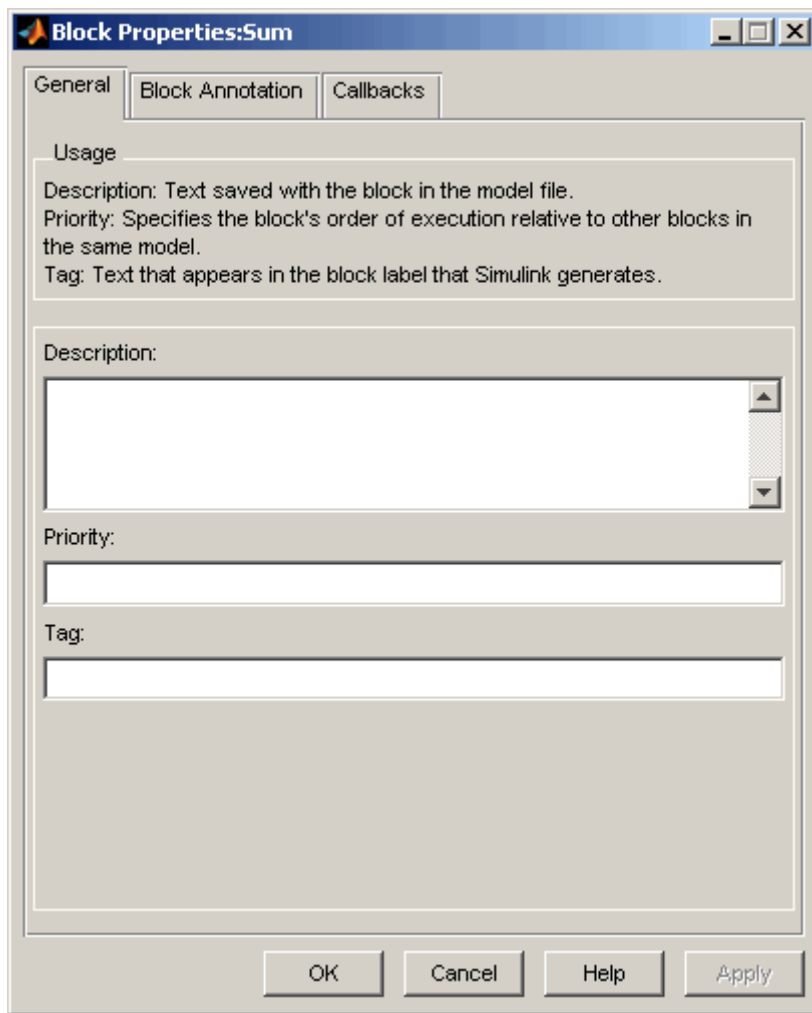 Block Properties:Sum
General
Block Annotation
Callbacks
Usage
Description: Text saved with the block in the model file.
Priority: Specifies the block's order of execution relative to other blocks in
the same model.
Tag: Text that appears in the block label that Simulink generates.
Description:
Priority:
Tag:
OK
Cancel
Help
Apply